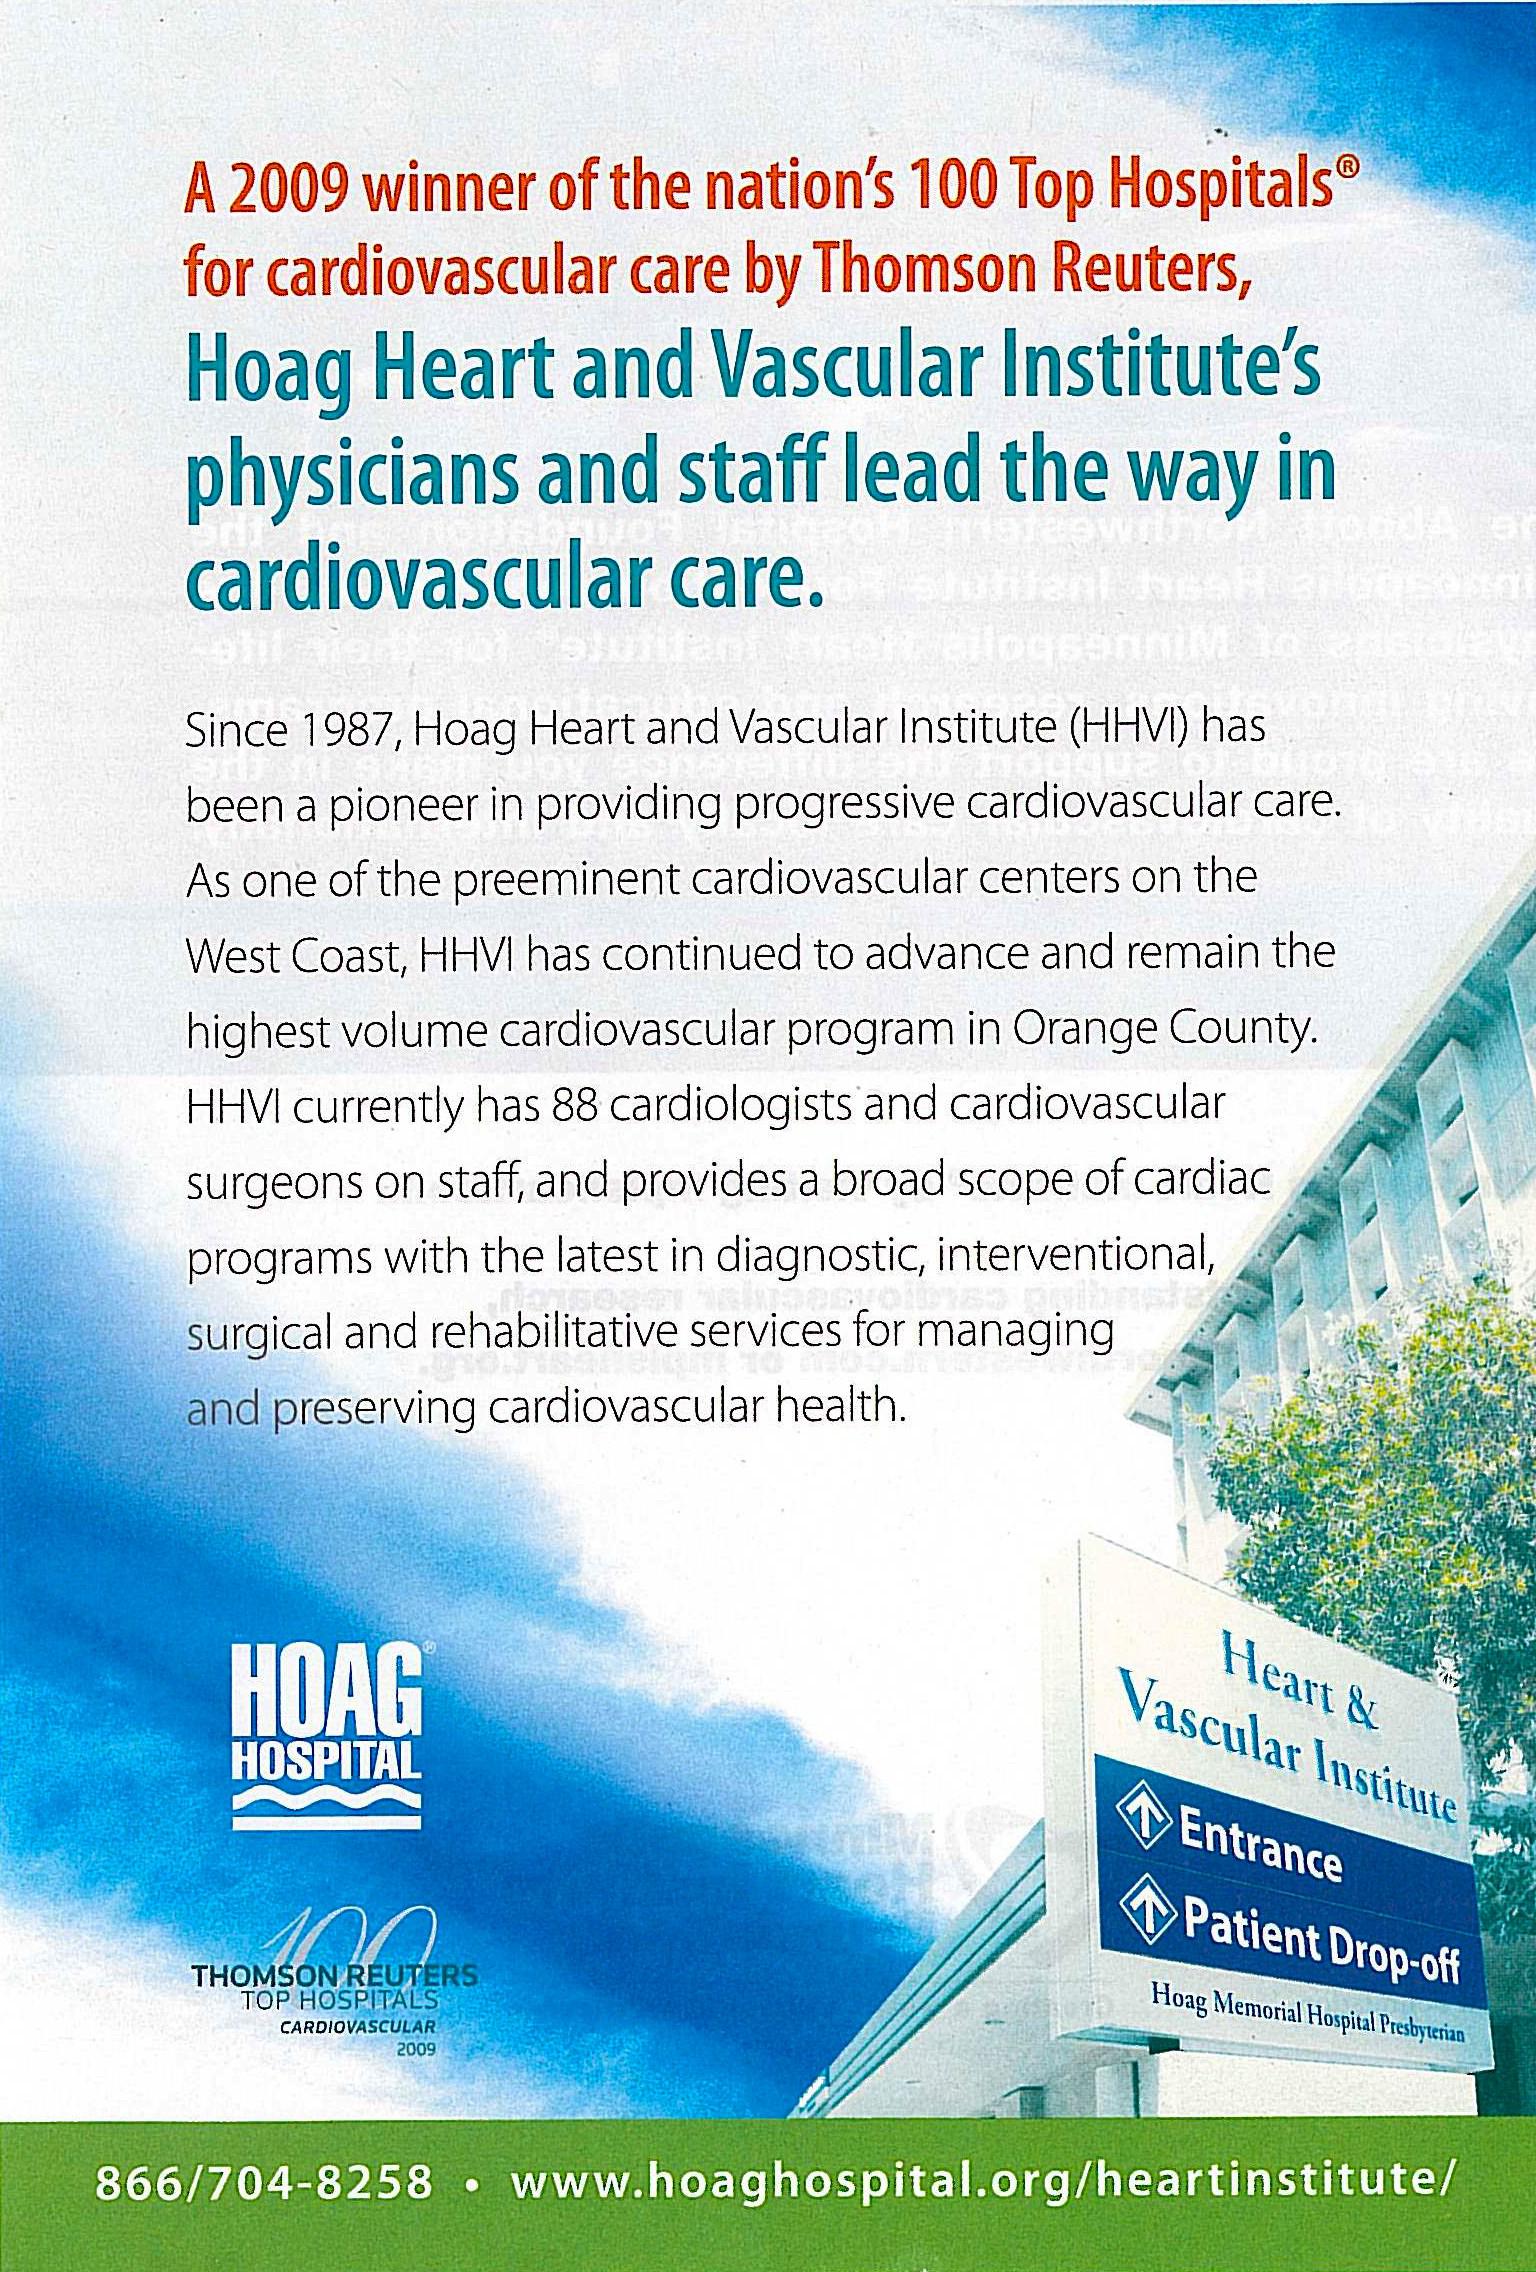 A 2009 winner of the nation's 100 Top Hospitals®
for cardiovascular care by Thomson Reuters,
Hoag Heart and Vascular Institute's
physicians and staff lead the way in
cardiovascular care.
Since 1987, Hoag Heart and Vascular Institute (HHVI) has
been a pioneer in providing progressive cardiovascular care.
As one of the preeminent cardiovascular centers on the
West Coast, HHVI has continued to advance and remain the
highest volume cardiovascular program in Orange County.
HHVI currently has 88 cardiologists and cardiovascular
surgeons on staff, and provides a broad scope of cardiac
programs with the latest in diagnostic, interventional,
surgical and rehabilitative services for managing
and preserving cardiovascular health.
HOAG®
HOSPITAL
100
THOMSON REUTERS
TOP HOSPITALS
CARDIOVASCULAR
2009
Heart &
Vascular Institute
Entrance
Patient Drop-off
Hoag Memorial Hospital Presbyterian
866/704-8258 • www.hoaghospital.org/heartinstitute/